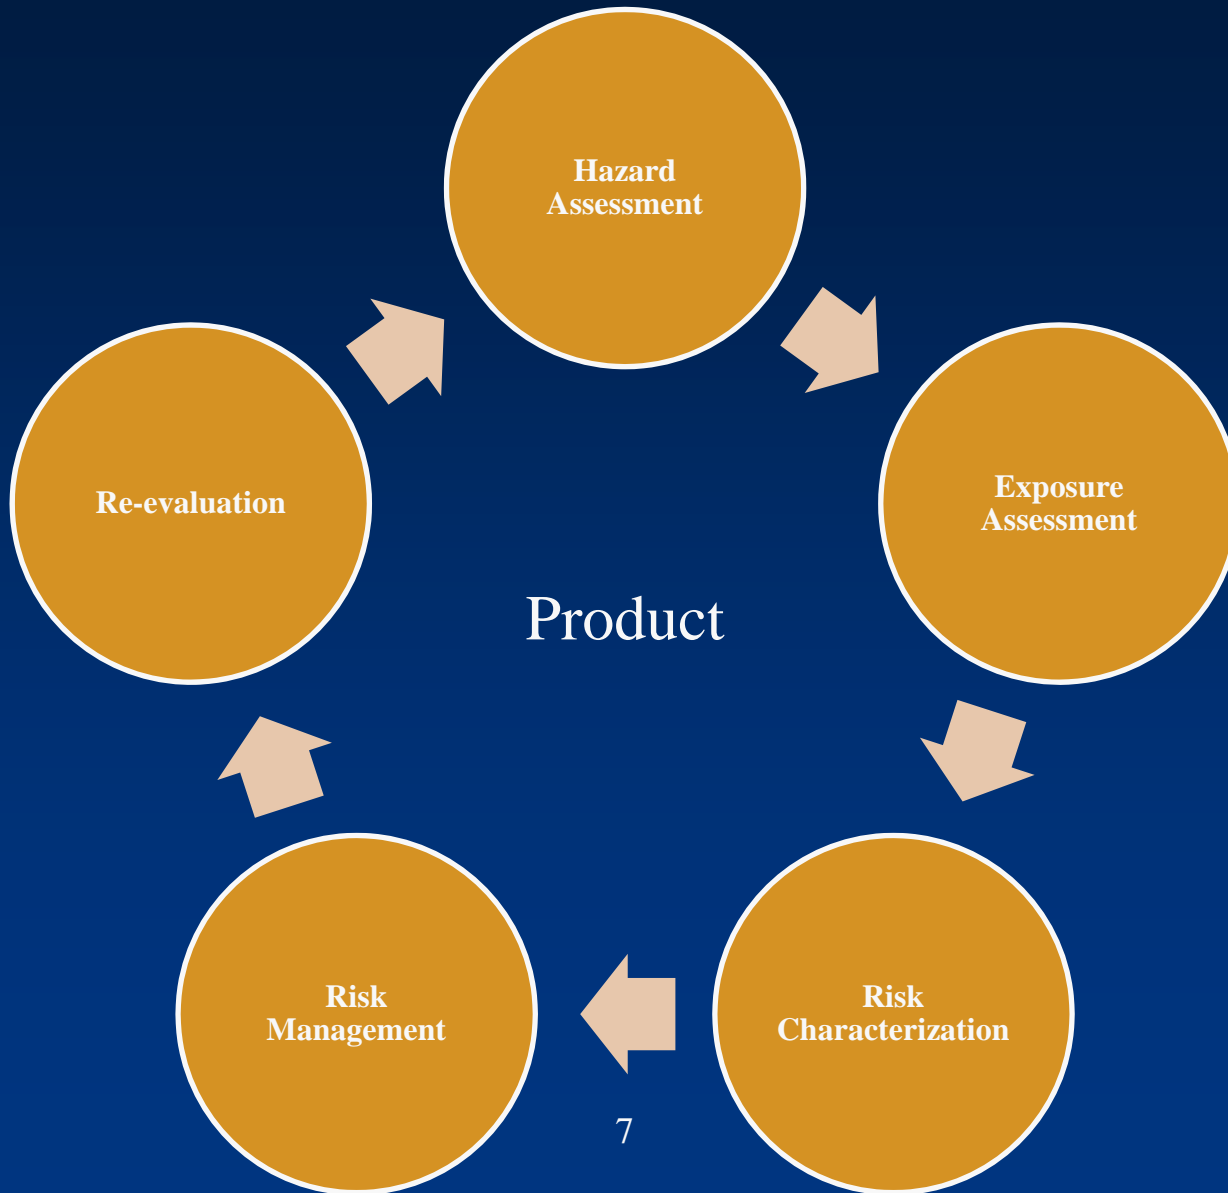 Hazard
Assessment
Exposure
Assessment
Risk
Characterization
Risk
Management
Re-evaluation
Product
7